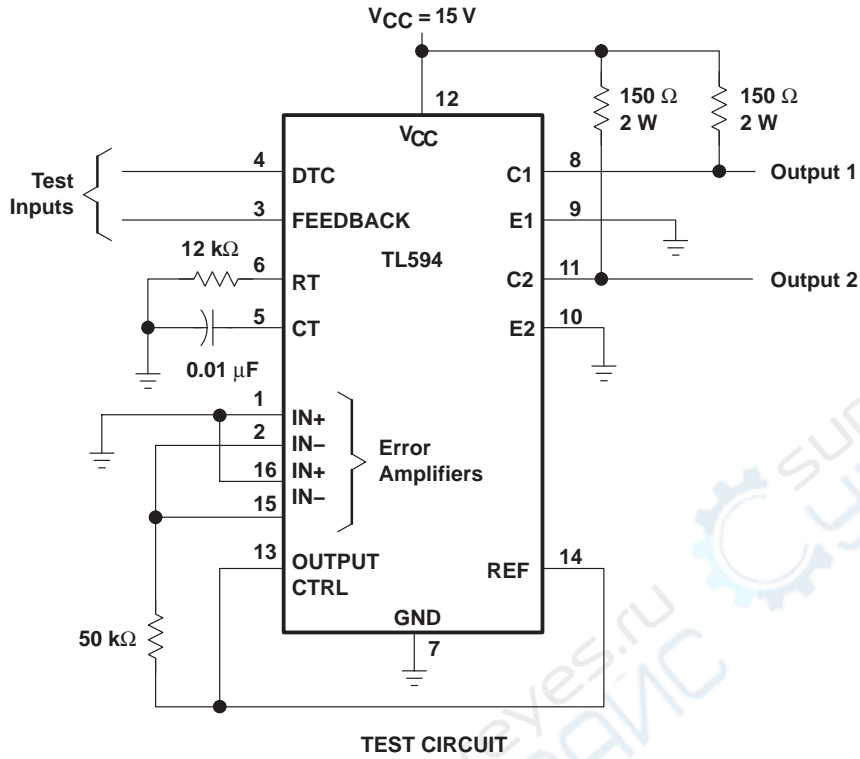 VCC = 15 V
12
VCC
150 Ω
2 W
150 Ω
2 W
Test
Inputs
4
DTC
3
FEEDBACK
12 kΩ
6
RT
5
CT
0.01 μF
TL594
C1
8
Output 1
E1
9
C2
11
Output 2
E2
10
1
IN+
2
IN−
16
IN+
15
IN−
Error
Amplifiers
13
OUTPUT
CTRL
REF
14
50 kΩ
GND
7
TEST CIRCUIT